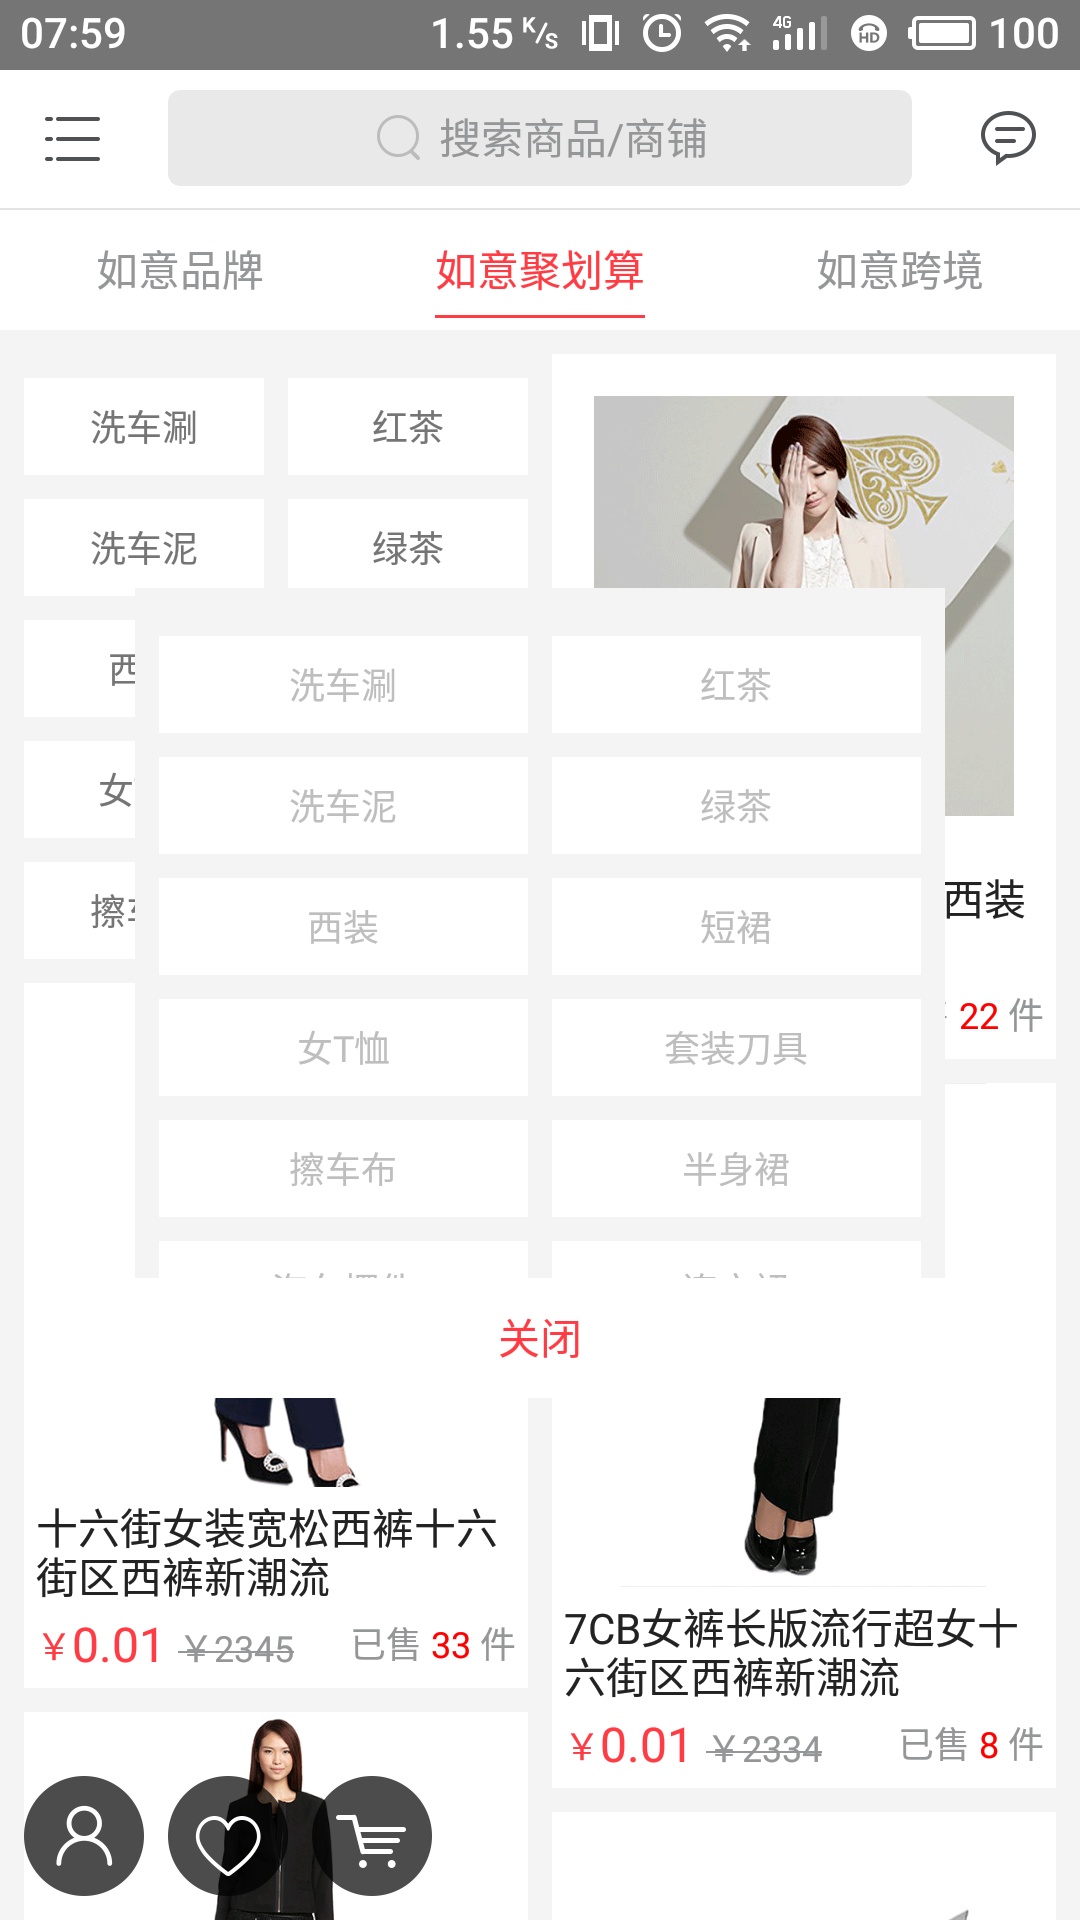 07:59 1.55 K/s 4G HD 100
搜索商品/商铺
如意品牌 如意聚划算 如意跨境
洗车涮 红茶
洗车泥 绿茶
西
女
擦车
洗车涮 红茶
洗车泥 绿茶
西装 短裙
女T恤 套装刀具
擦车布 半身裙
西装
22 件
关闭
十六街女装宽松西裤十六
街区西裤新潮流
￥0.01 ￥2345 已售 33 件
7CB女裤长版流行超女十
六街区西裤新潮流
￥0.01 ￥2334 已售 8 件